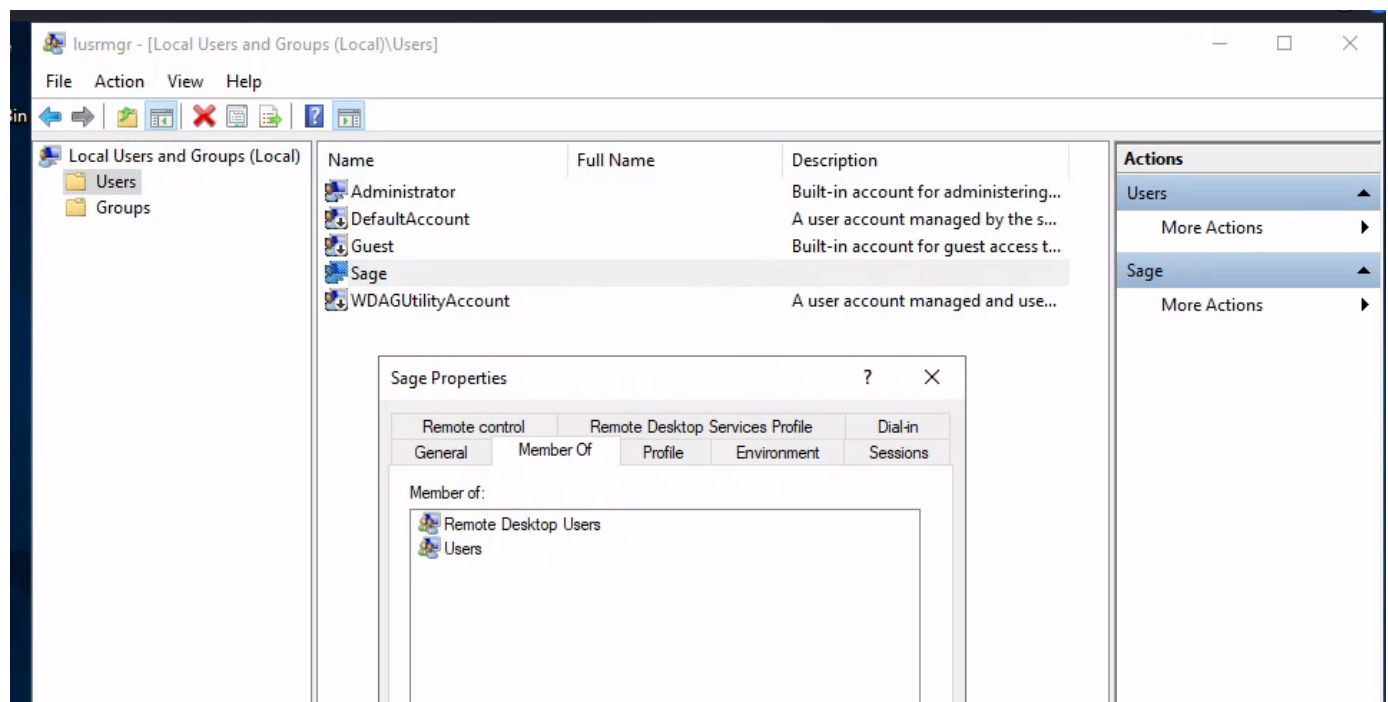 lusrmgr - [Local Users and Groups (Local)\Users]
File Action View Help
Bin
Local Users and Groups (Local)
Users
Groups
Name Full Name Description
Administrator Built-in account for administering...
DefaultAccount A user account managed by the s...
Guest Built-in account for guest access t...
Sage
WDAGUtilityAccount A user account managed and use...
Actions
Users
More Actions
Sage
More Actions
Sage Properties
Remote control Remote Desktop Services Profile Dial-in
General Member Of Profile Environment Sessions
Member of:
Remote Desktop Users
Users